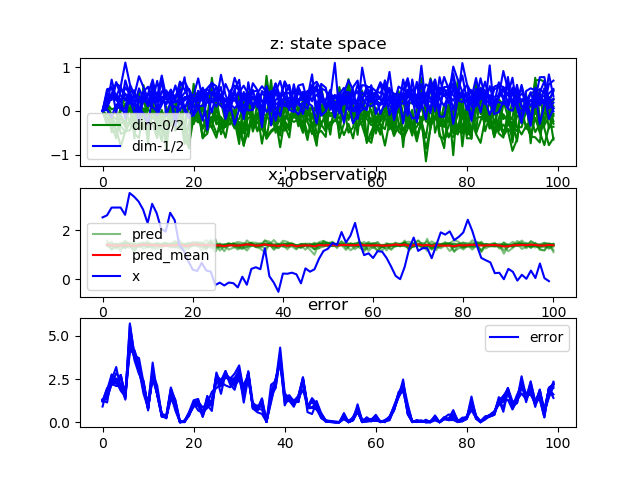 z: state space
1
0
−1
dim-0/2
dim-1/2
0 20 40 60 80 100
x: observation
2
0
pred
pred_mean
x
0 20 40 60 80 100
error
5.0
2.5
0.0
error
0 20 40 60 80 100